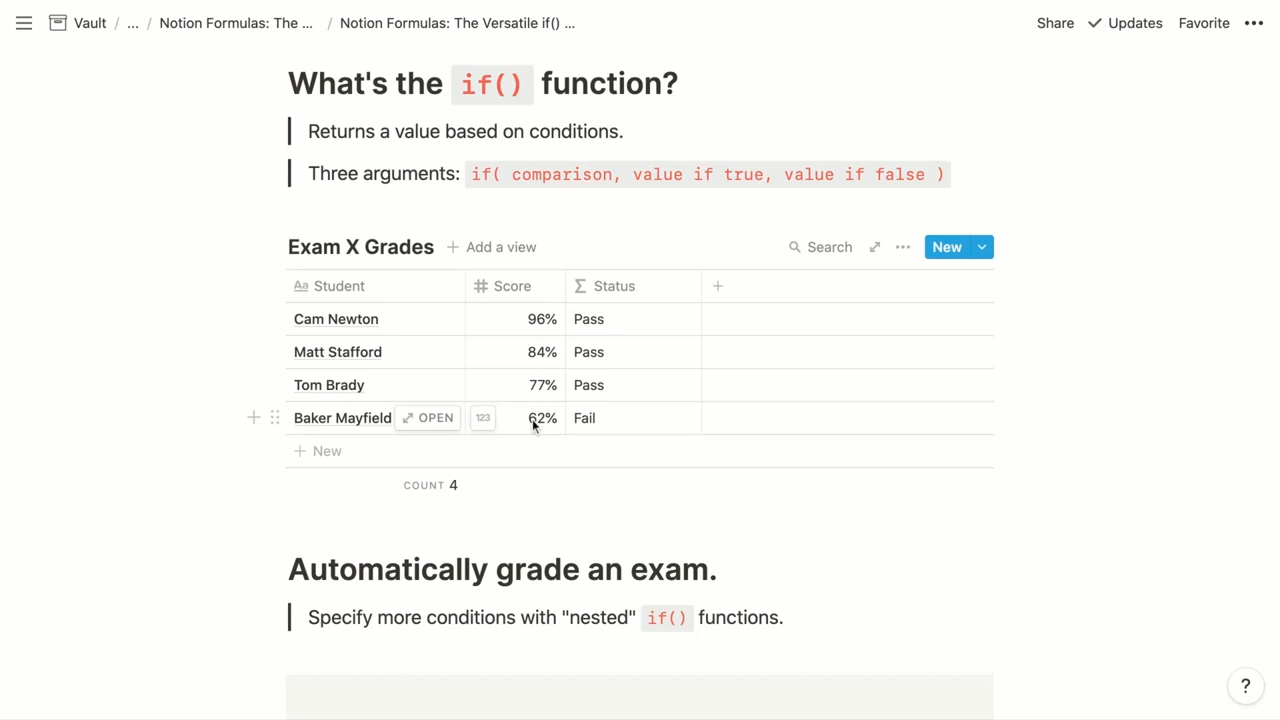 Vault / ... / Notion Formulas: The ... / Notion Formulas: The Versatile if() ... Share Updates Favorite •••
What's the if() function?
Returns a value based on conditions.
Three arguments: if( comparison, value if true, value if false )
Exam X Grades + Add a view Search ••• New
Aa Student # Score Σ Status +
Cam Newton 96% Pass
Matt Stafford 84% Pass
Tom Brady 77% Pass
+ Baker Mayfield OPEN 123 62% Fail
+ New
COUNT 4
Automatically grade an exam.
Specify more conditions with "nested" if() functions.
?